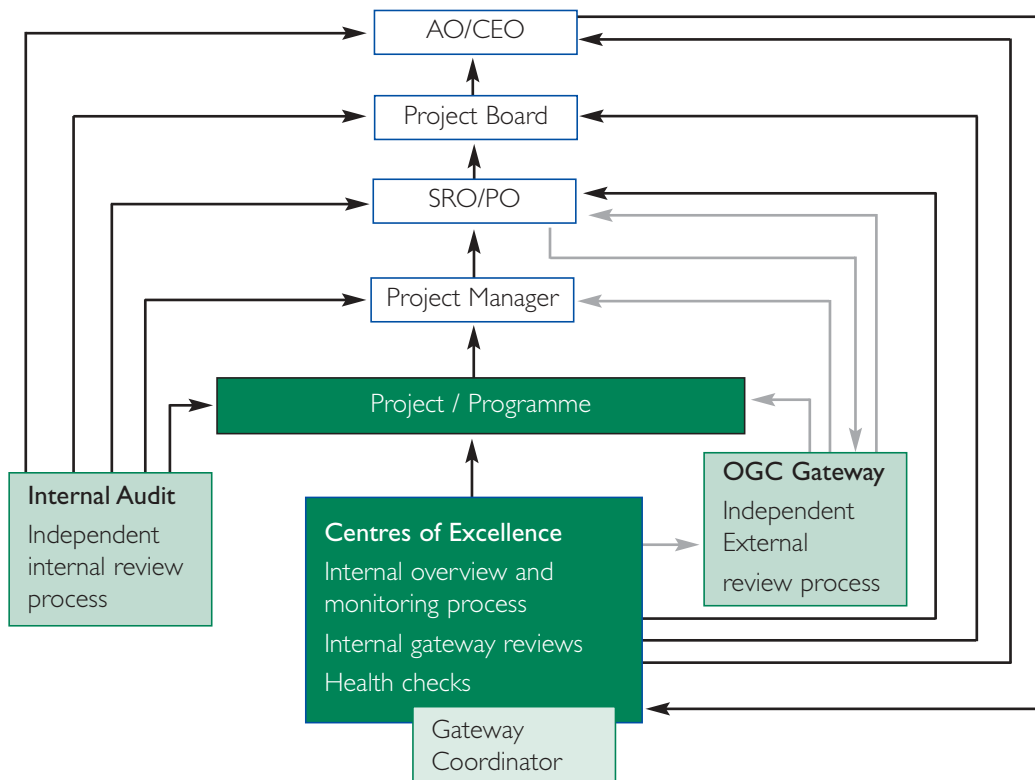 AO/CEO
Project Board
SRO/PO
Project Manager
Project / Programme
Internal Audit
Independent
internal review
process
Centres of Excellence
Internal overview and
monitoring process
Internal gateway reviews
Health checks
Gateway
Coordinator
OGC Gateway
Independent
External
review process